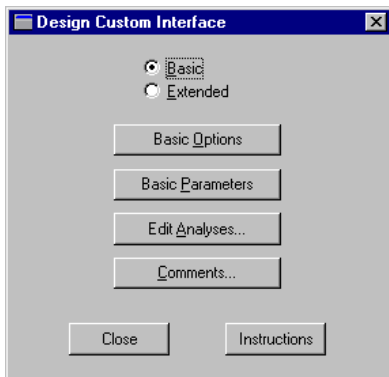 Design Custom Interface
Basic
Extended
Basic Options
Basic Parameters
Edit Analyses...
Comments...
Close Instructions